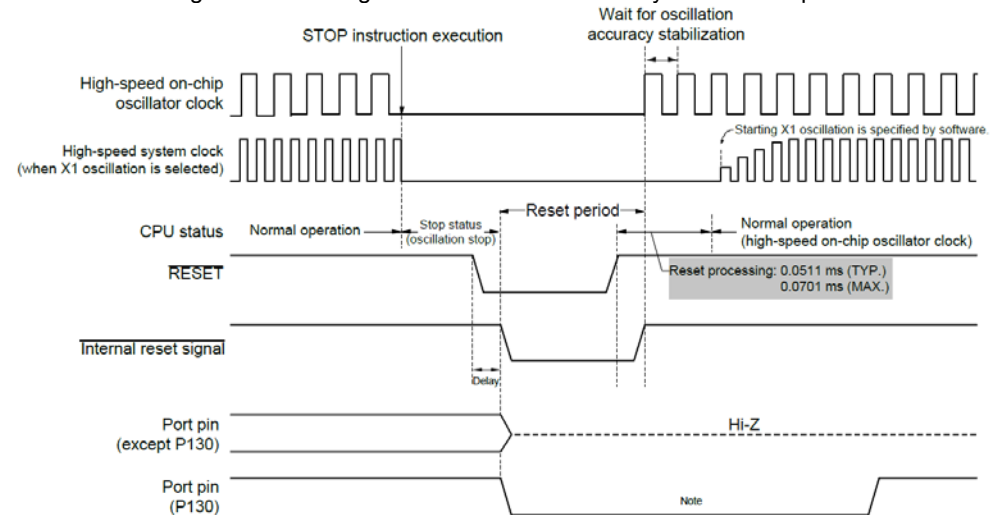 Wait for oscillation
accuracy stabilization
STOP instruction execution
High-speed on-chip
oscillator clock
Starting X1 oscillation is specified by software.
High-speed system clock
(when X1 oscillation is selected)
Reset period
CPU status
Normal operation
Stop status
(oscillation stop)
Normal operation
(high-speed on-chip oscillator clock)
RESET
Reset processing: 0.0511 ms (TYP.)
0.0701 ms (MAX.)
Internal reset signal
Delay
Port pin
(except P130)
Hi-Z
Port pin
(P130)
Note